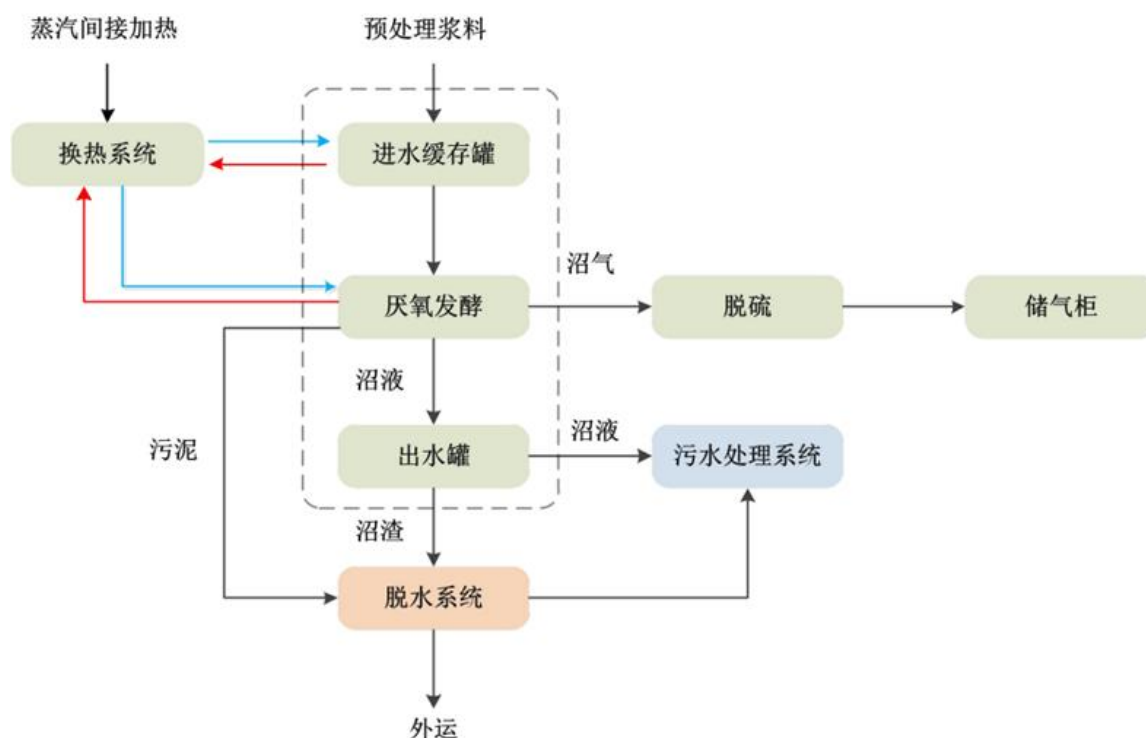 蒸汽间接加热
预处理浆料
换热系统
进水缓存罐
沼气
厌氧发酵
脱硫
储气柜
沼液
污泥
出水罐
沼液
污水处理系统
沼渣
脱水系统
外运